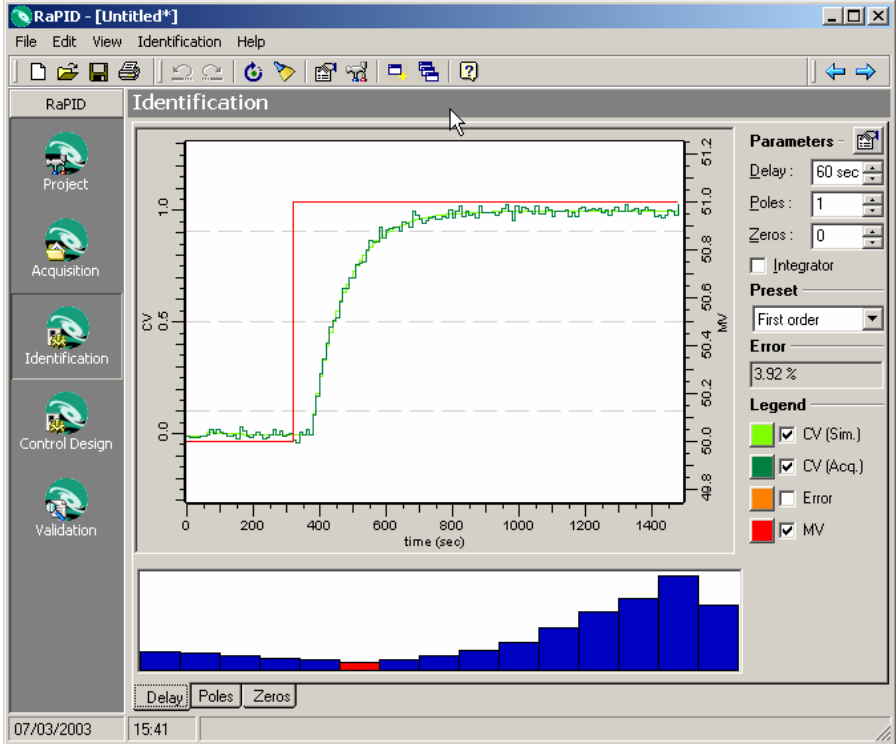 RaPID - [Untitled*]
File Edit View Identification Help
RaPID
Identification
Project
Acquisition
Identification
Control Design
Validation
CV
0.0 0.5 1.0
MV
49.8 50.0 50.2 50.4 50.6 50.8 51.0 51.2
0 200 400 600 800 1000 1200 1400
time (sec)
Parameters
Delay : 60 sec
Poles : 1
Zeros : 0
Integrator
Preset
First order
Error
3.92 %
Legend
CV (Sim.)
CV (Acq.)
Error
MV
Delay Poles Zeros
07/03/2003 15:41